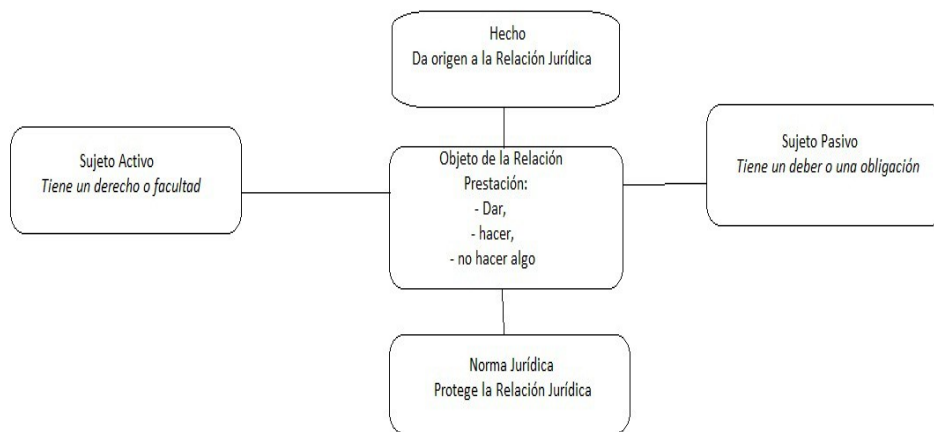 Hecho
Da origen a la Relación Jurídica
Sujeto Activo
Tiene un derecho o facultad
Objeto de la Relación
Prestación:
- Dar,
- hacer,
- no hacer algo
Sujeto Pasivo
Tiene un deber o una obligación
Norma Jurídica
Protege la Relación Jurídica